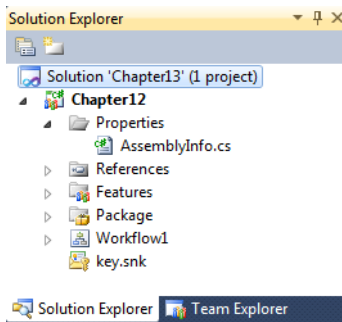 Solution Explorer
Solution 'Chapter13' (1 project)
Chapter12
Properties
AssemblyInfo.cs
References
Features
Package
Workflow1
key.snk
Solution Explorer Team Explorer